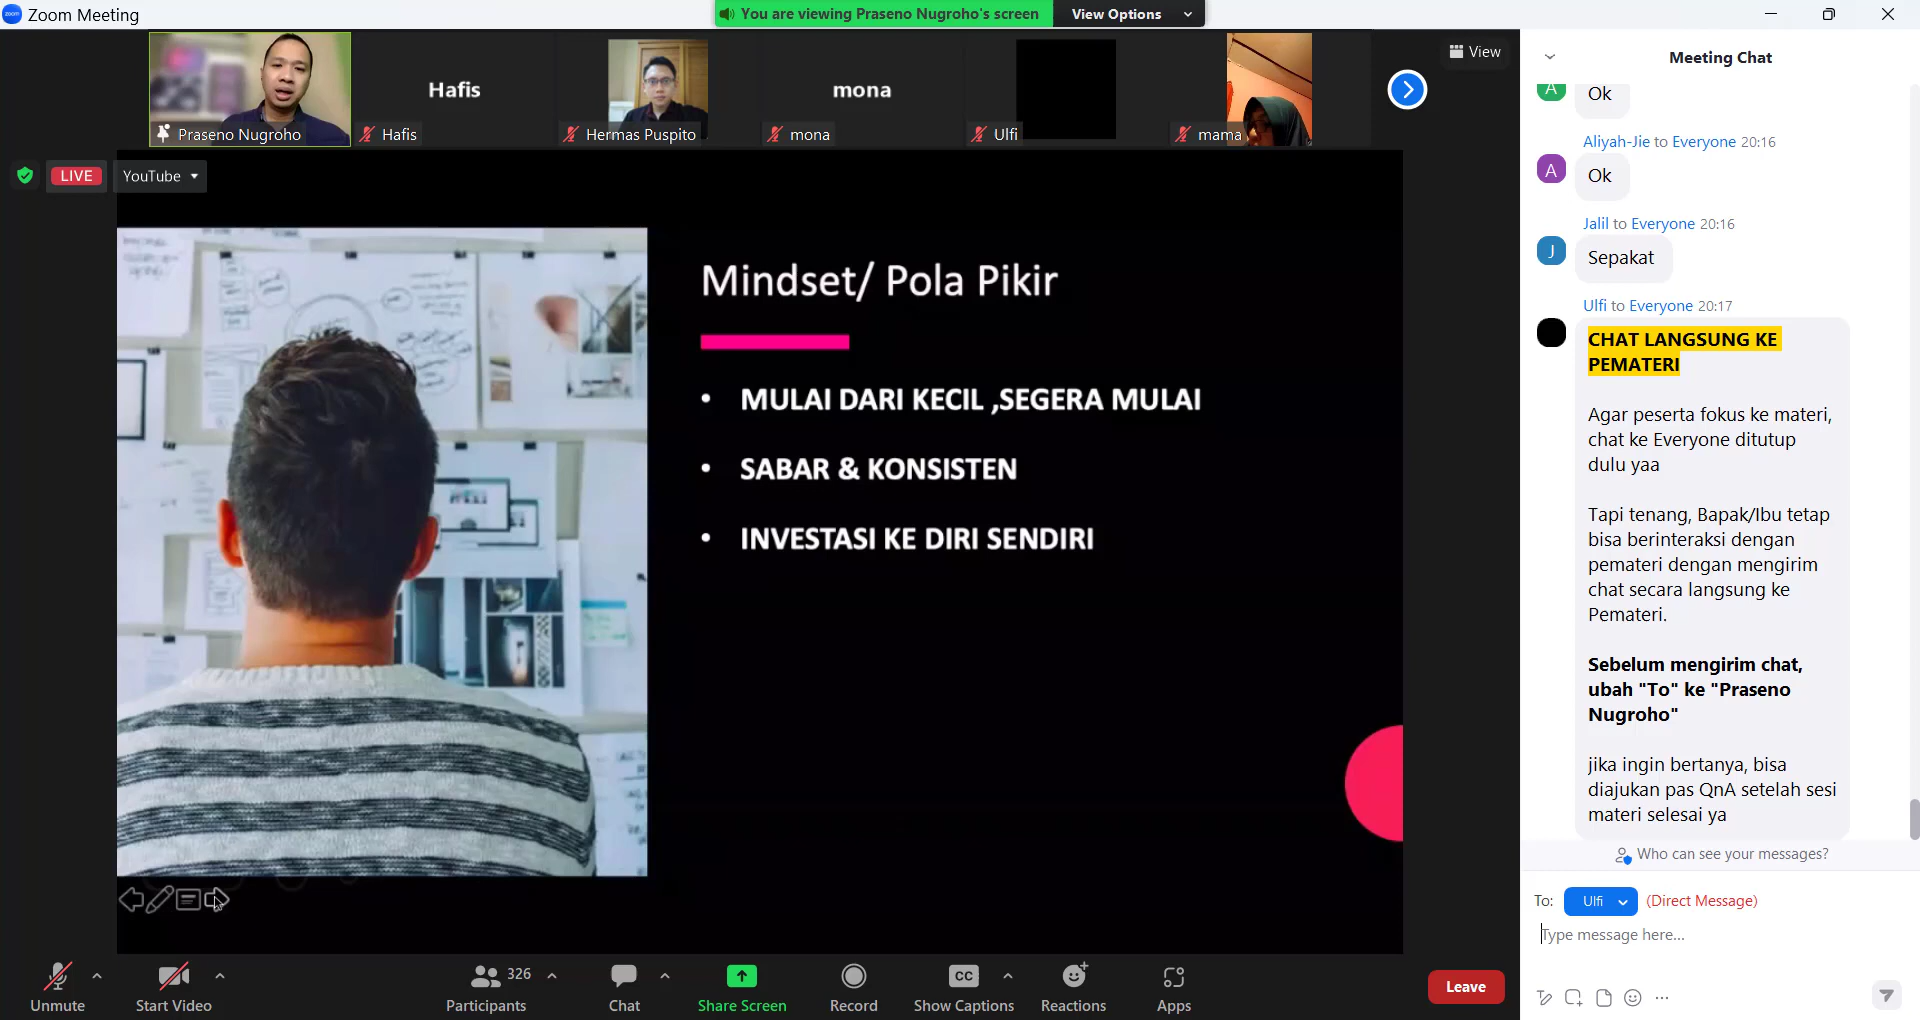 zoom Zoom Meeting
You are viewing Praseno Nugroho's screen
View Options
View
Praseno Nugroho
Hafis
Hafis
Hermas Puspito
mona
mona
Ulfi
mama
LIVE
YouTube
Mindset/ Pola Pikir
• MULAI DARI KECIL ,SEGERA MULAI
• SABAR & KONSISTEN
• INVESTASI KE DIRI SENDIRI
Unmute
Start Video
326
Participants
Chat
Share Screen
Record
CC
Show Captions
Reactions
Apps
Leave
Meeting Chat
A
Ok
Aliyah-Jie to Everyone 20:16
A
Ok
Jalil to Everyone 20:16
J
Sepakat
Ulfi to Everyone 20:17
CHAT LANGSUNG KE
PEMATERI
Agar peserta fokus ke materi,
chat ke Everyone ditutup
dulu yaa
Tapi tenang, Bapak/Ibu tetap
bisa berinteraksi dengan
pemateri dengan mengirim
chat secara langsung ke
Pemateri.
Sebelum mengirim chat,
ubah "To" ke "Praseno
Nugroho"
jika ingin bertanya, bisa
diajukan pas QnA setelah sesi
materi selesai ya
Who can see your messages?
To: Ulfi (Direct Message)
Type message here...